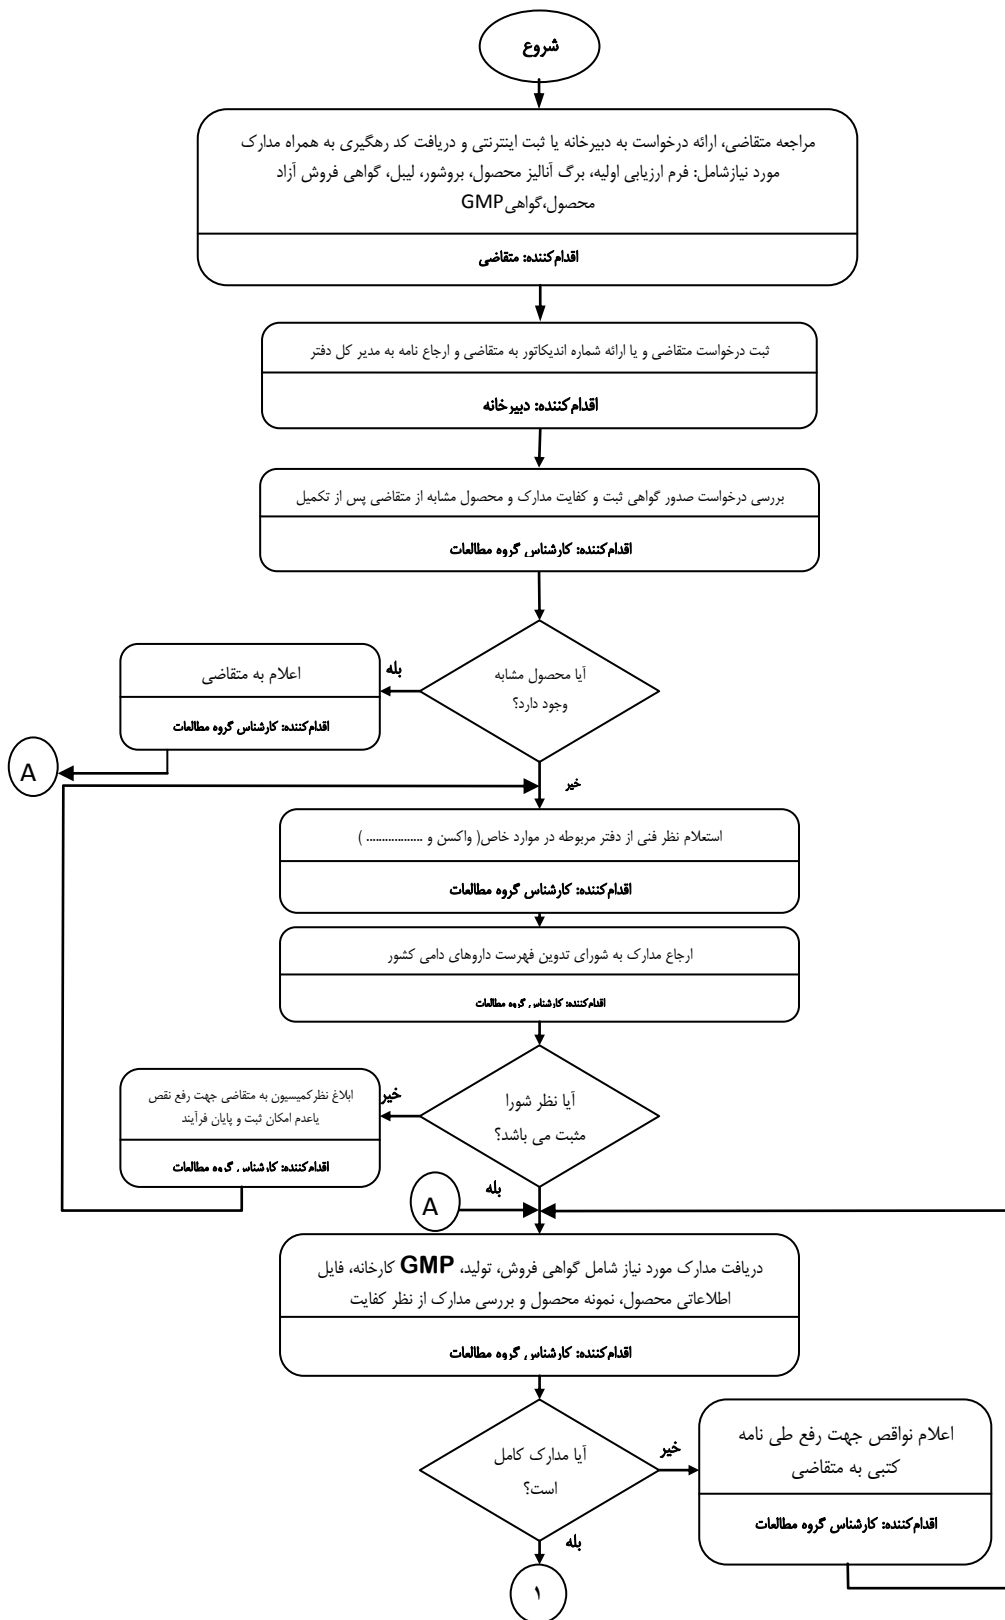 شروع
مراجعه متقاضی، ارائه درخواست به دبیرخانه یا ثبت اینترنتی و دریافت کد رهگیری به همراه مدارک
مورد نیازشامل: فرم ارزیابی اولیه، برگ آنالیز محصول، بروشور، لیبل، گواهی فروش آزاد
محصول،گواهیGMP
اقدام‌کننده: متقاضی
ثبت درخواست متقاضی و یا ارائه شماره اندیکاتور به متقاضی و ارجاع نامه به مدیر کل دفتر
اقدام‌کننده: دبیرخانه
بررسی درخواست صدور گواهی ثبت و کفایت مدارک و محصول مشابه از متقاضی پس از تکمیل
اقدام‌کننده: کارشناس گروه مطالعات
آیا محصول مشابه
وجود دارد؟
بله
اعلام به متقاضی
اقدام‌کننده: کارشناس گروه مطالعات
A
خیر
استعلام نظر فنی از دفتر مربوطه در موارد خاص( واکسن و .................. )
اقدام‌کننده: کارشناس گروه مطالعات
ارجاع مدارک به شورای تدوین فهرست داروهای دامی کشور
اقدام‌کننده: کارشناس گروه مطالعات
آیا نظر شورا
مثبت می باشد؟
خیر
ابلاغ نظرکمیسیون به متقاضی جهت رفع نقص
یاعدم امکان ثبت و پایان فرآیند
اقدام‌کننده: کارشناس گروه مطالعات
بله
A
دریافت مدارک مورد نیاز شامل گواهی فروش، تولید، GMP کارخانه، فایل
اطلاعاتی محصول، نمونه محصول و بررسی مدارک از نظر کفایت
اقدام‌کننده: کارشناس گروه مطالعات
آیا مدارک کامل
است؟
خیر
اعلام نواقص جهت رفع طی نامه
کتبی به متقاضی
اقدام‌کننده: کارشناس گروه مطالعات
بله
۱